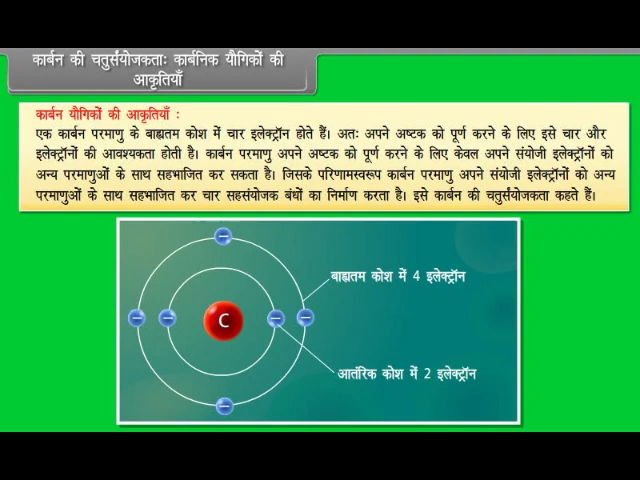 कार्बन की चतुर्संयोजकताः कार्बनिक यौगिकों की
आकृतियाँ
कार्बन यौगिकों की आकृतियाँ :
एक कार्बन परमाणु के बाह्यतम कोश में चार इलेक्ट्रॉन होते हैं। अतः अपने अष्टक को पूर्ण करने के लिए इसे चार और
इलेक्ट्रॉनों की आवश्यकता होती है। कार्बन परमाणु अपने अष्टक को पूर्ण करने के लिए केवल अपने संयोजी इलेक्ट्रॉनों को
अन्य परमाणुओं के साथ सहभाजित कर सकता है। जिसके परिणामस्वरूप कार्बन परमाणु अपने संयोजी इलेक्ट्रॉनों को अन्य
परमाणुओं के साथ सहभाजित कर चार सहसंयोजक बंधों का निर्माण करता है। इसे कार्बन की चतुर्संयोजकता कहते हैं।
बाह्यतम कोश में 4 इलेक्ट्रॉन
C
आतंरिक कोश में 2 इलेक्ट्रॉन